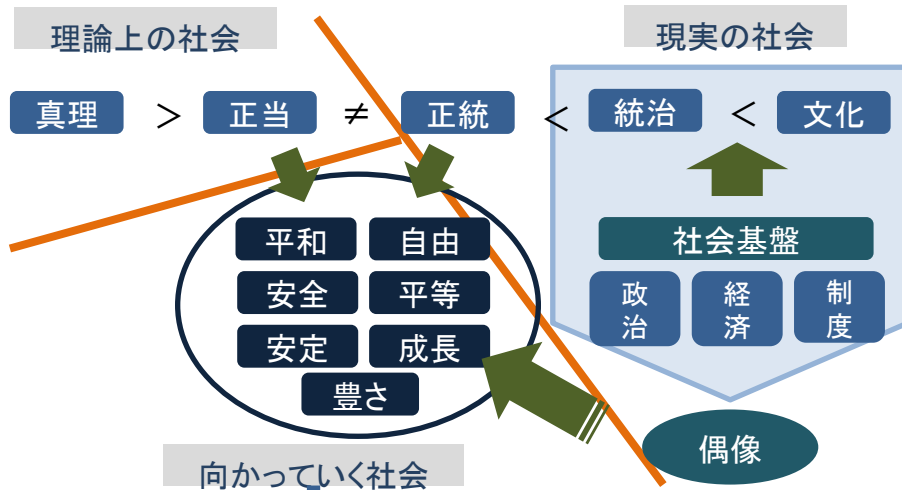 理論上の社会
現実の社会
真理 > 正当 ≠ 正統 < 統治 < 文化
平和 自由
安全 平等
安定 成長
豊さ
社会基盤
政治 経済 制度
偶像
向かっていく社会